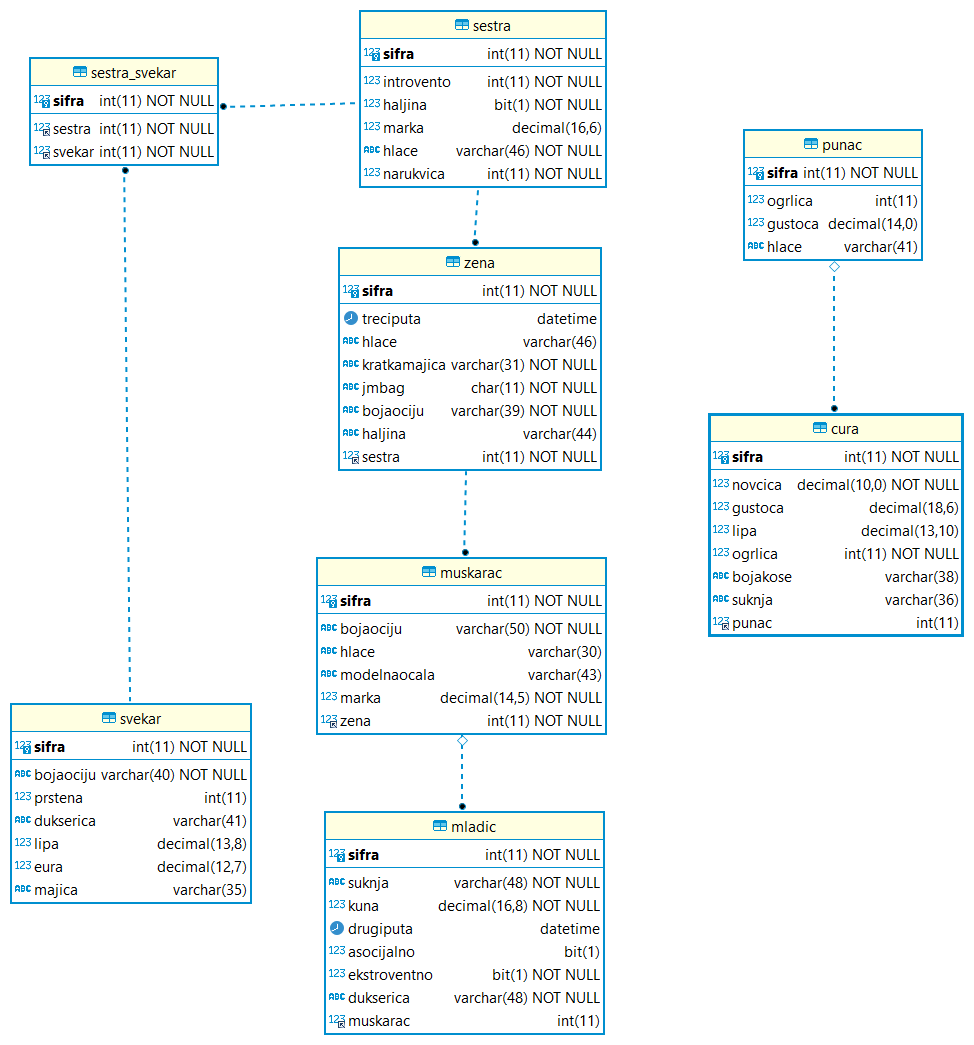 sestra
sifra int(11) NOT NULL
introvento int(11) NOT NULL
haljina bit(1) NOT NULL
marka decimal(16,6)
hlace varchar(46) NOT NULL
narukvica int(11) NOT NULL
sestra_svekar
sifra int(11) NOT NULL
sestra int(11) NOT NULL
svekar int(11) NOT NULL
punac
sifra int(11) NOT NULL
ogrlica int(11)
gustoca decimal(14,0)
hlace varchar(41)
zena
sifra int(11) NOT NULL
treciputa datetime
hlace varchar(46)
kratkamajica varchar(31) NOT NULL
jmbag char(11) NOT NULL
bojaociju varchar(39) NOT NULL
haljina varchar(44)
sestra int(11) NOT NULL
cura
sifra int(11) NOT NULL
novcica decimal(10,0) NOT NULL
gustoca decimal(18,6)
lipa decimal(13,10)
ogrlica int(11) NOT NULL
bojakose varchar(38)
suknja varchar(36)
punac int(11)
muskarac
sifra int(11) NOT NULL
bojaociju varchar(50) NOT NULL
hlace varchar(30)
modelnaocala varchar(43)
marka decimal(14,5) NOT NULL
zena int(11) NOT NULL
svekar
sifra int(11) NOT NULL
bojaociju varchar(40) NOT NULL
prstena int(11)
dukserica varchar(41)
lipa decimal(13,8)
eura decimal(12,7)
majica varchar(35)
mladic
sifra int(11) NOT NULL
suknja varchar(48) NOT NULL
kuna decimal(16,8) NOT NULL
drugiputa datetime
asocijalno bit(1)
ekstroventno bit(1) NOT NULL
dukserica varchar(48) NOT NULL
muskarac int(11)